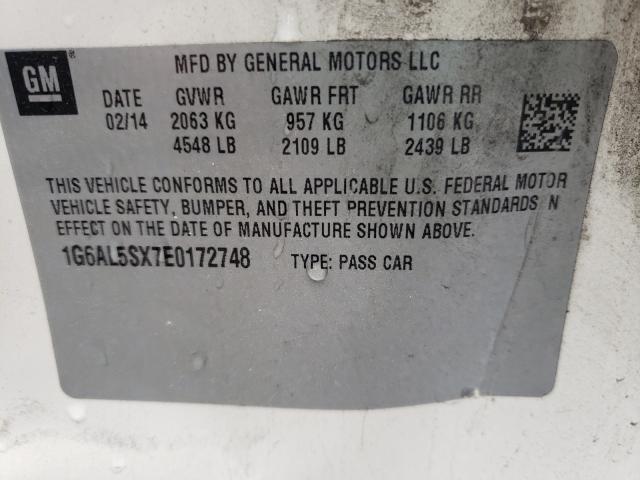 GM
MFD BY GENERAL MOTORS LLC
DATE GVWR GAWR FRT GAWR RR
02/14 2063 KG 957 KG 1106 KG
4548 LB 2109 LB 2439 LB
THIS VEHICLE CONFORMS TO ALL APPLICABLE U.S. FEDERAL MOTOR
VEHICLE SAFETY, BUMPER, AND THEFT PREVENTION STANDARDS IN
EFFECT ON THE DATE OF MANUFACTURE SHOWN ABOVE.
1G6AL5SX7E0172748 TYPE: PASS CAR